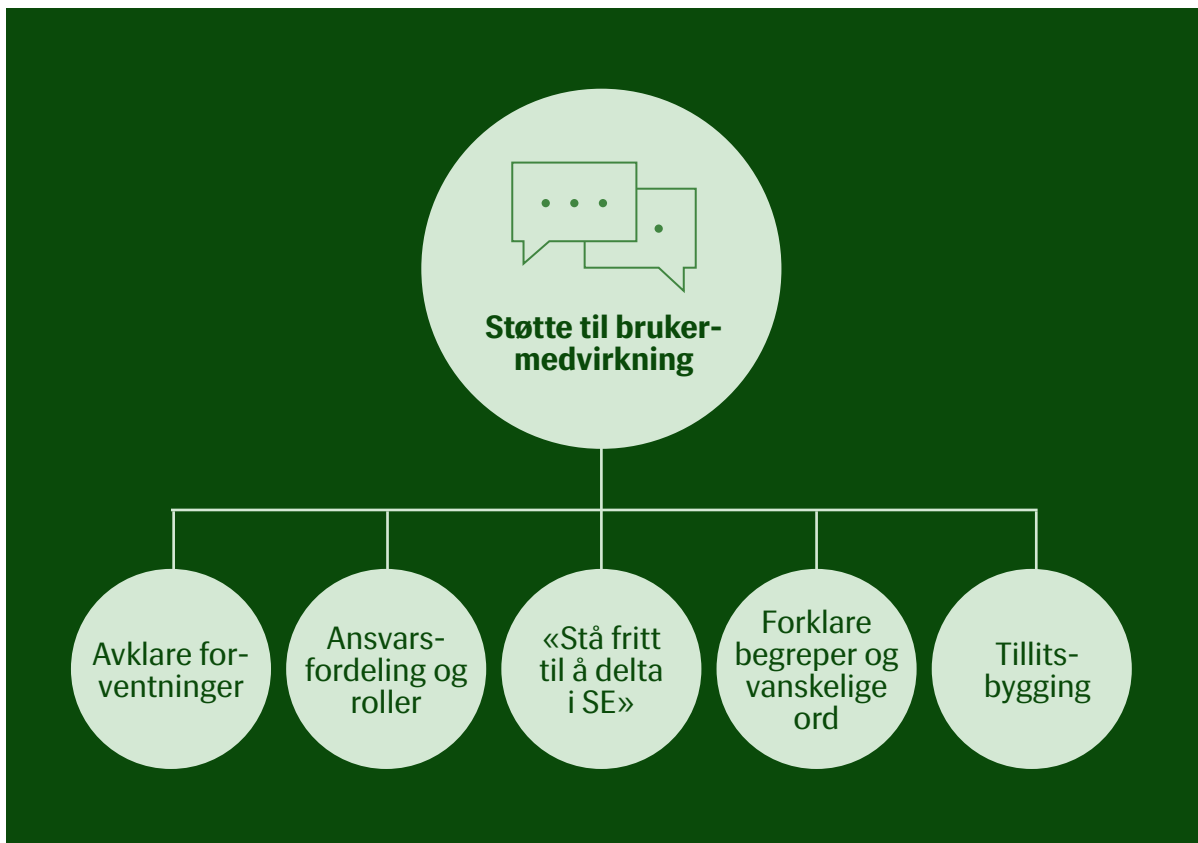 Støtte til bruker-
medvirkning
Avklare for-
ventninger
Ansvars-
fordeling og
roller
«Stå fritt
til å delta
i SE»
Forklare
begreper og
vanskelige
ord
Tillits-
bygging